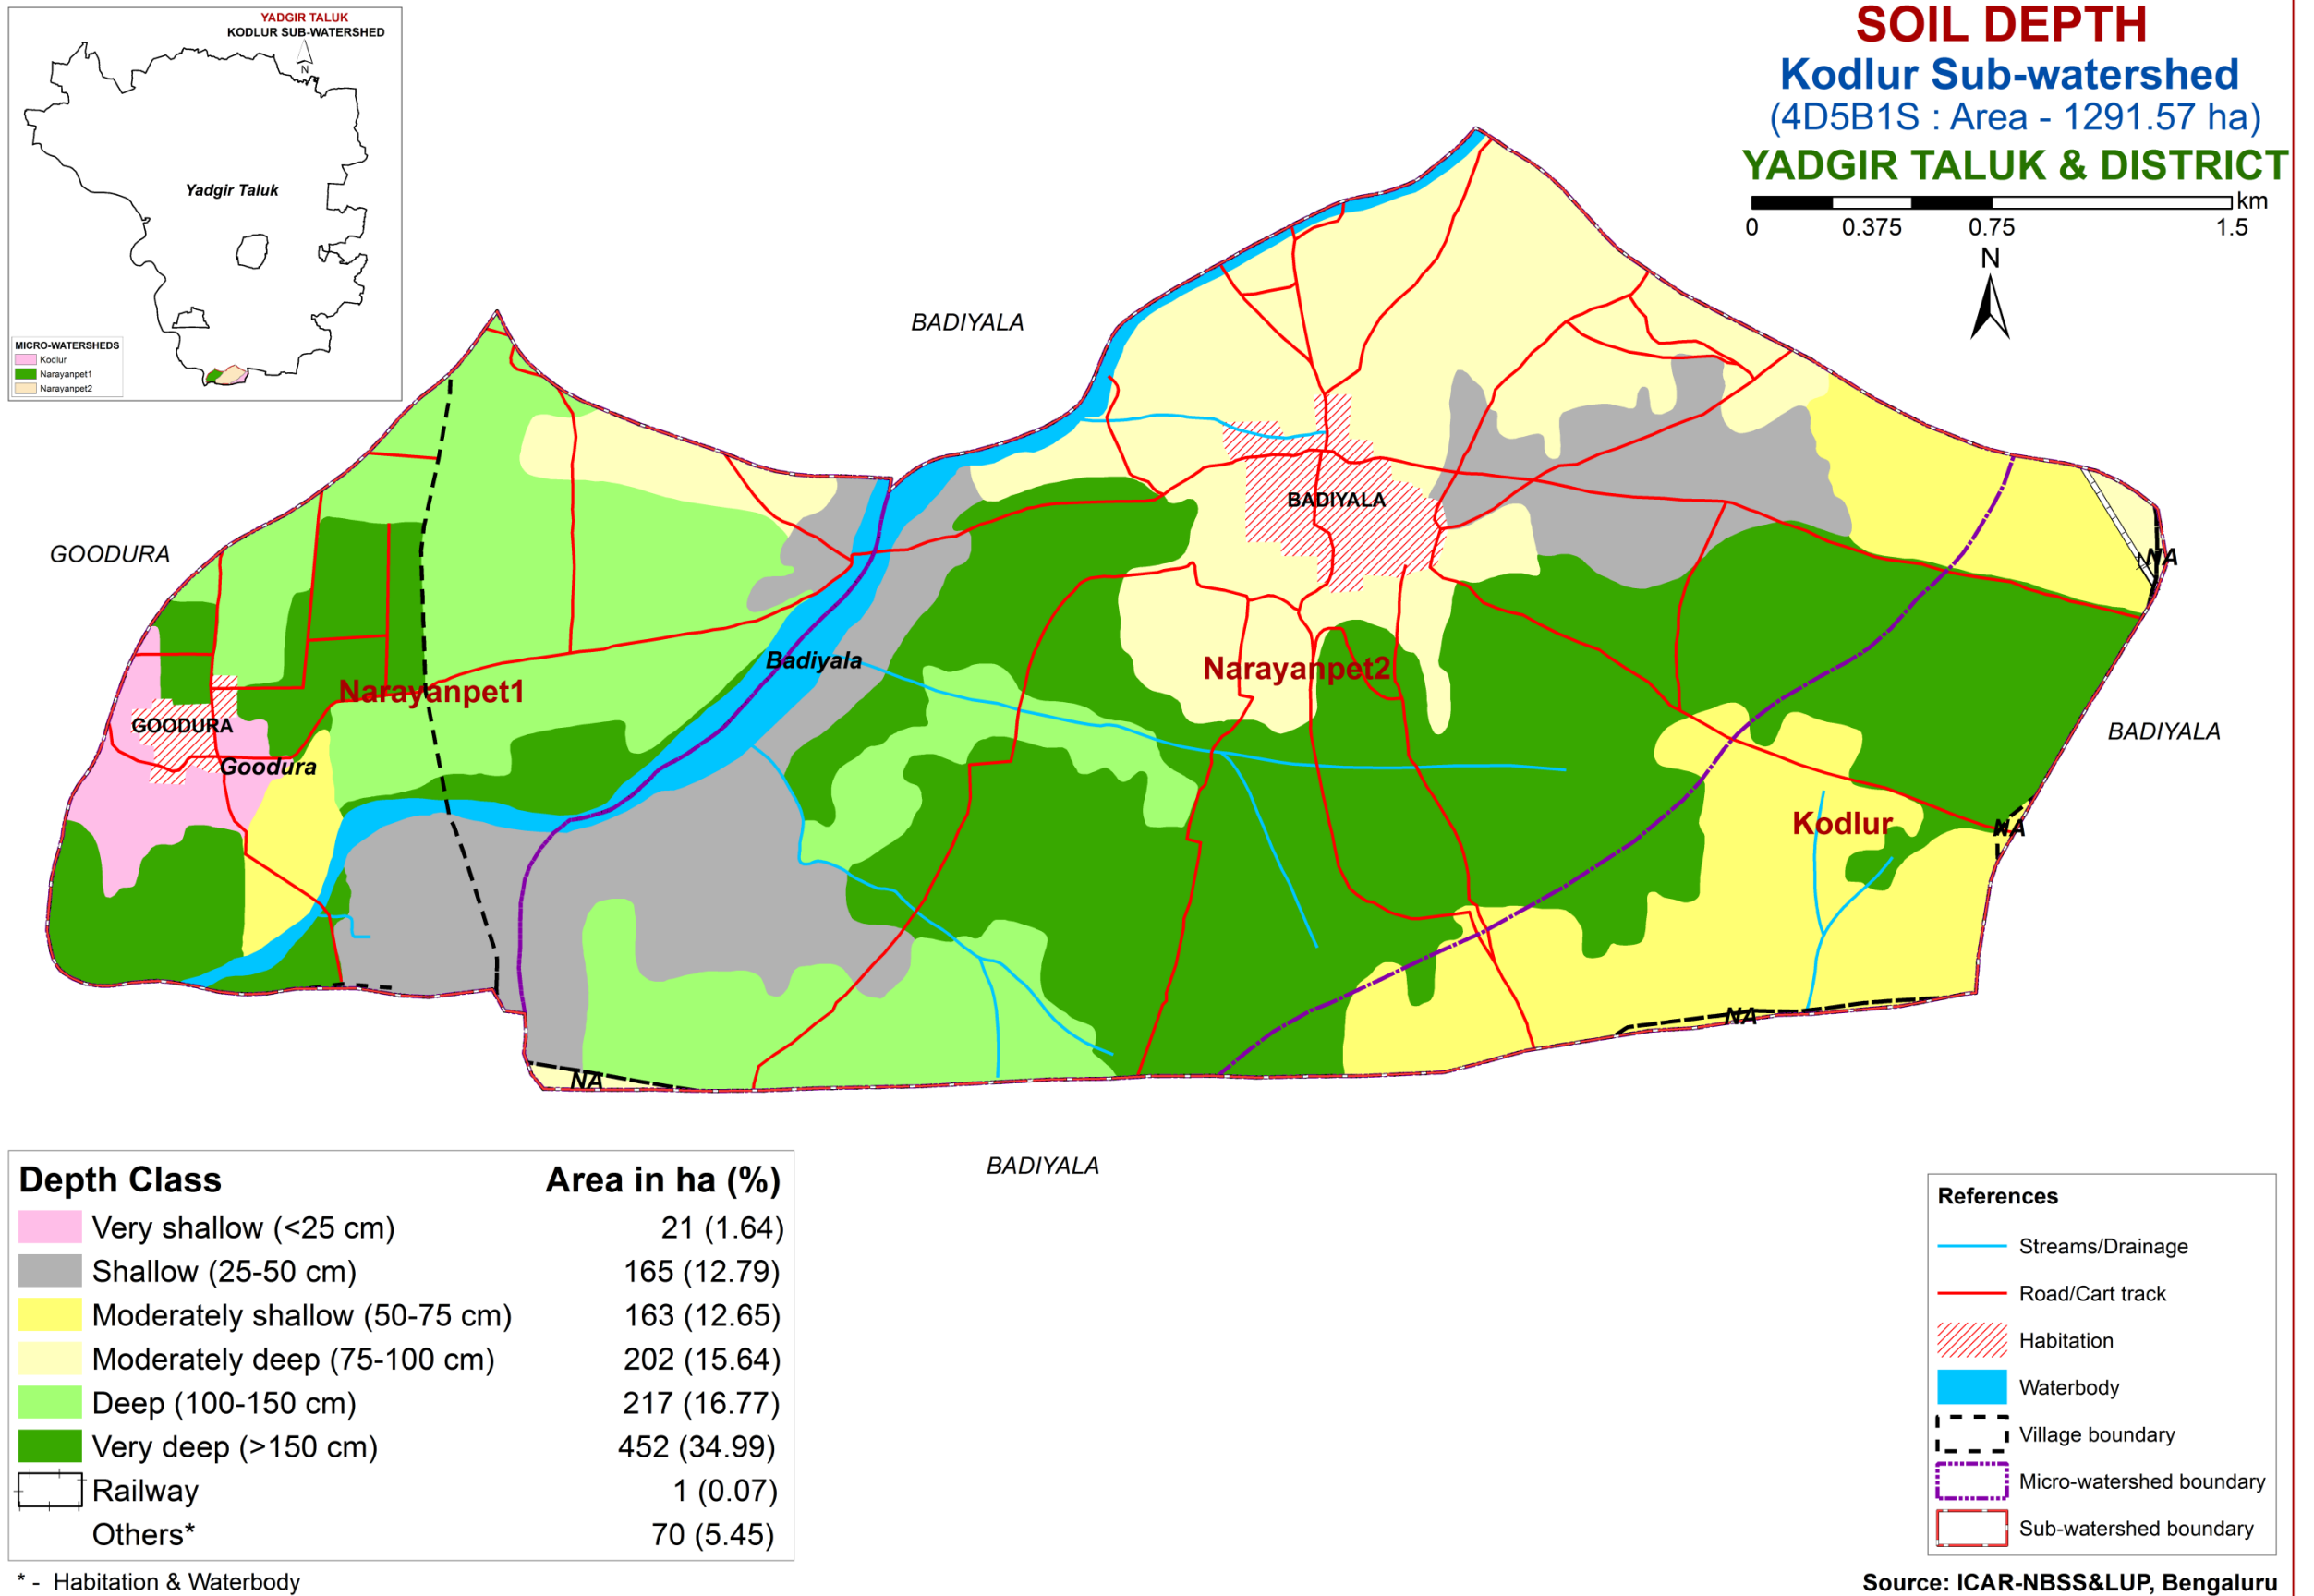 YADGIR TALUK
KODLUR SUB-WATERSHED
N
Yadgir Taluk
MICRO-WATERSHEDS
Kodlur
Narayanpet1
Narayanpet2
SOIL DEPTH
Kodlur Sub-watershed
(4D5B1S : Area - 1291.57 ha)
YADGIR TALUK & DISTRICT
km
0 0.375 0.75 1.5
N
BADIYALA
BADIYALA
GOODURA
NA
Badiyala
Narayanpet2
Narayanpet1
GOODURA
BADIYALA
Goodura
Kodlur
NA
NA
NA
BADIYALA
Depth Class Area in ha (%)
Very shallow (<25 cm) 21 (1.64)
Shallow (25-50 cm) 165 (12.79)
Moderately shallow (50-75 cm) 163 (12.65)
Moderately deep (75-100 cm) 202 (15.64)
Deep (100-150 cm) 217 (16.77)
Very deep (>150 cm) 452 (34.99)
Railway 1 (0.07)
Others* 70 (5.45)
* - Habitation & Waterbody
References
Streams/Drainage
Road/Cart track
Habitation
Waterbody
Village boundary
Micro-watershed boundary
Sub-watershed boundary
Source: ICAR-NBSS&LUP, Bengaluru